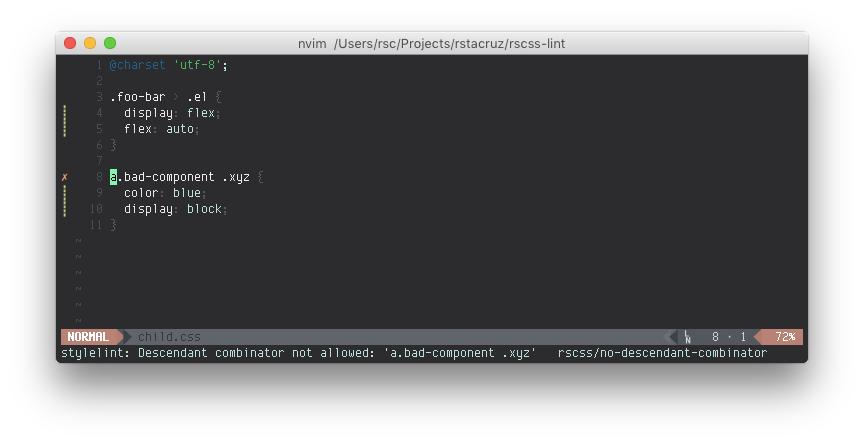 nvim /Users/rsc/Projects/rstacruz/rscss-lint
1 @charset 'utf-8';
2
3 .foo-bar > .el {
4 display: flex;
5 flex: auto;
6 }
7
✗ 8 a.bad-component .xyz {
9 color: blue;
10 display: block;
11 }
~
~
~
~
~
~
NORMAL child.css LN 8 · 1 72%
stylelint: Descendant combinator not allowed: 'a.bad-component .xyz' rscss/no-descendant-combinator